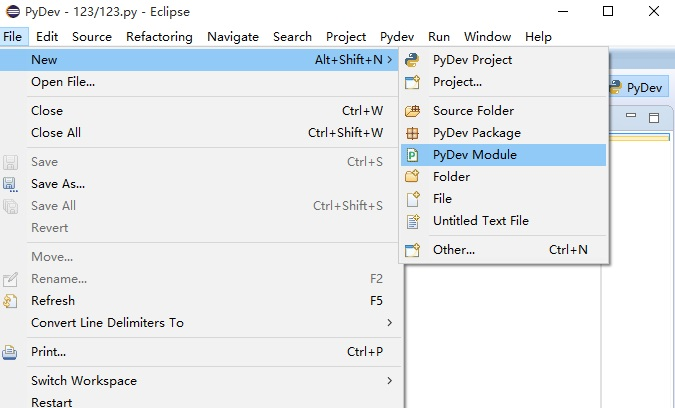 PyDev - 123/123.py - Eclipse
File Edit Source Refactoring Navigate Search Project Pydev Run Window Help
New Alt+Shift+N
Open File...
Close Ctrl+W
Close All Ctrl+Shift+W
Save Ctrl+S
Save As...
Save All Ctrl+Shift+S
Revert
Move...
Rename... F2
Refresh F5
Convert Line Delimiters To
Print... Ctrl+P
Switch Workspace
Restart
PyDev Project
Project...
Source Folder
PyDev Package
PyDev Module
Folder
File
Untitled Text File
Other... Ctrl+N
PyDev